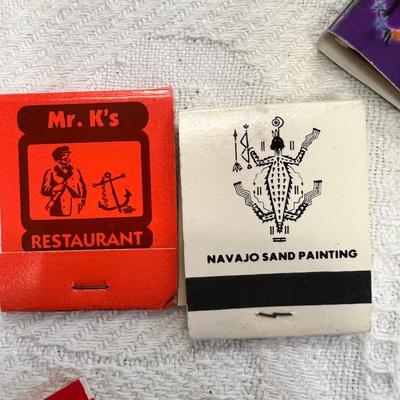 Mr. K's
RESTAURANT
NAVAJO SAND PAINTING